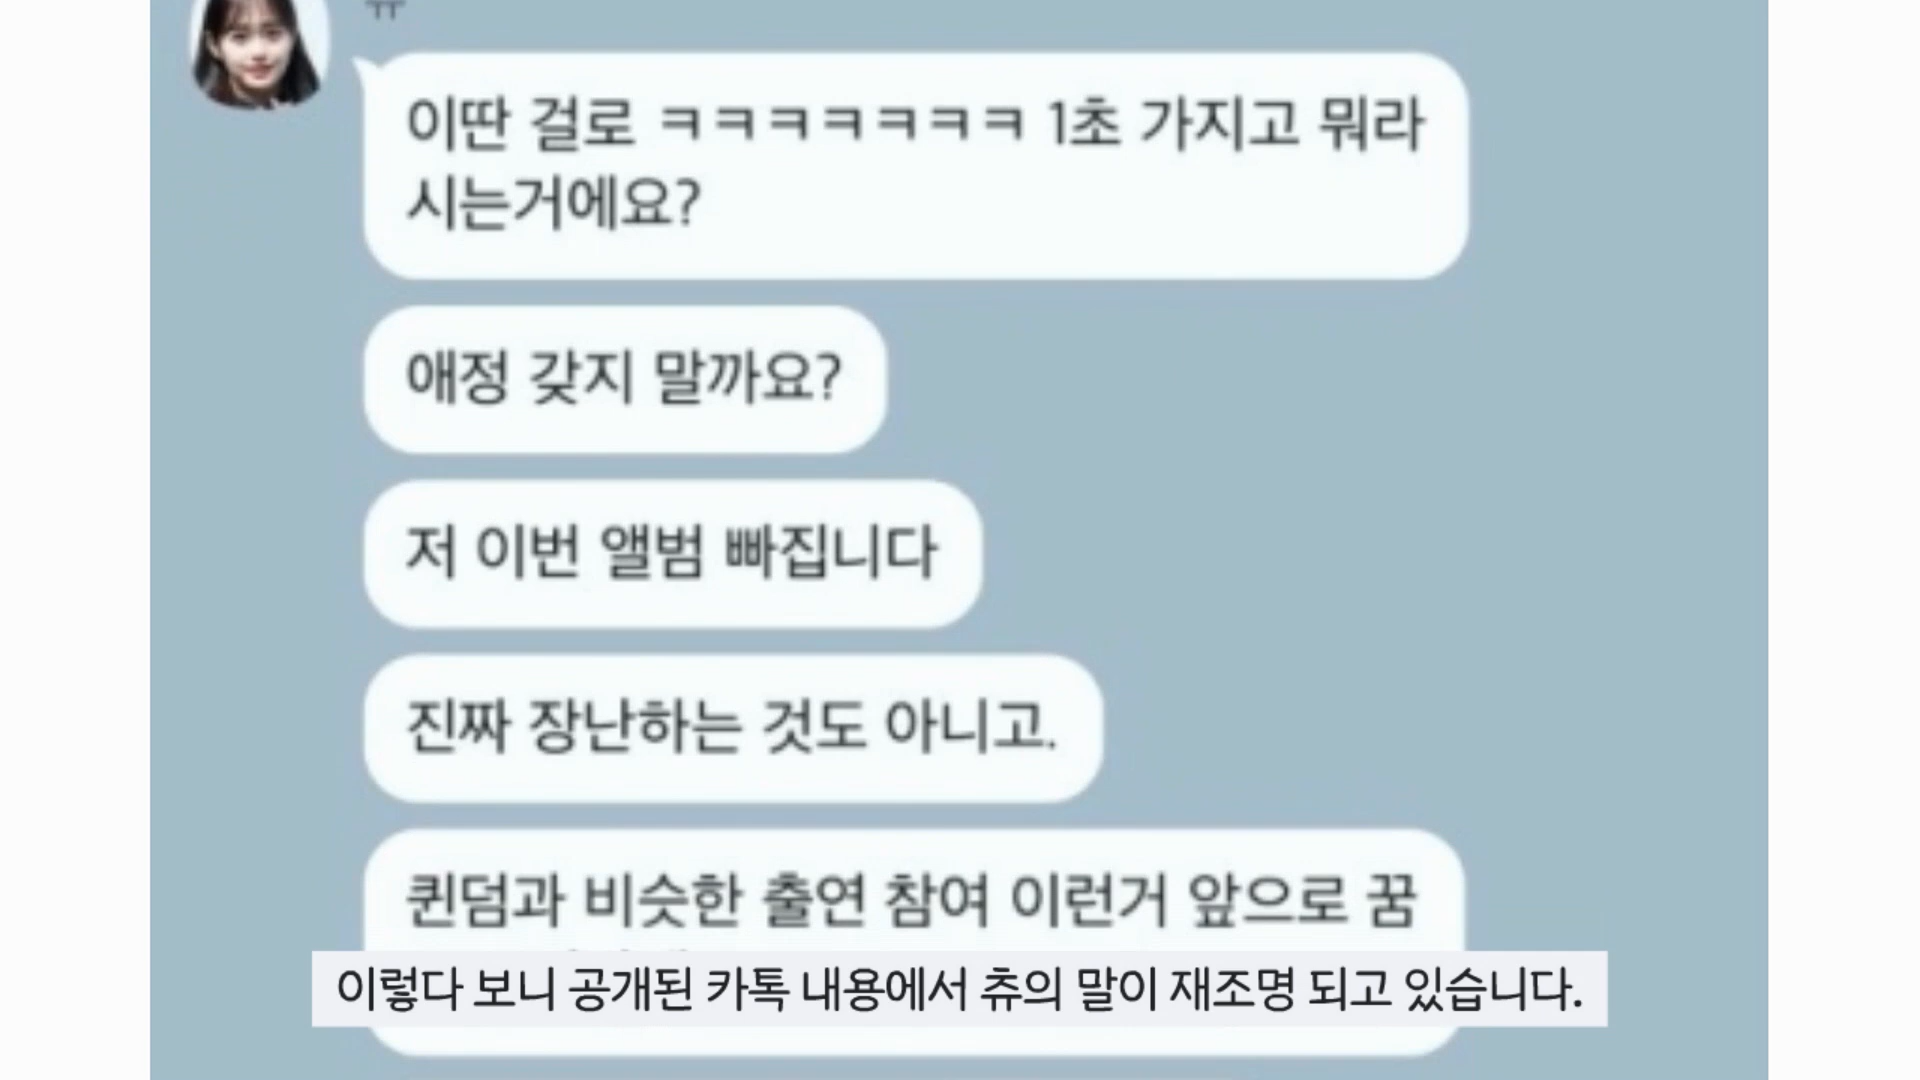 이딴 걸로 ㅋㅋㅋㅋㅋㅋㅋ 1초 가지고 뭐라
시는거에요?
애정 갖지 말까요?
저 이번 앨범 빠집니다
진짜 장난하는 것도 아니고.
퀸덤과 비슷한 출연 참여 이런거 앞으로 꿈
이렇다 보니 공개된 카톡 내용에서 츄의 말이 재조명 되고 있습니다.